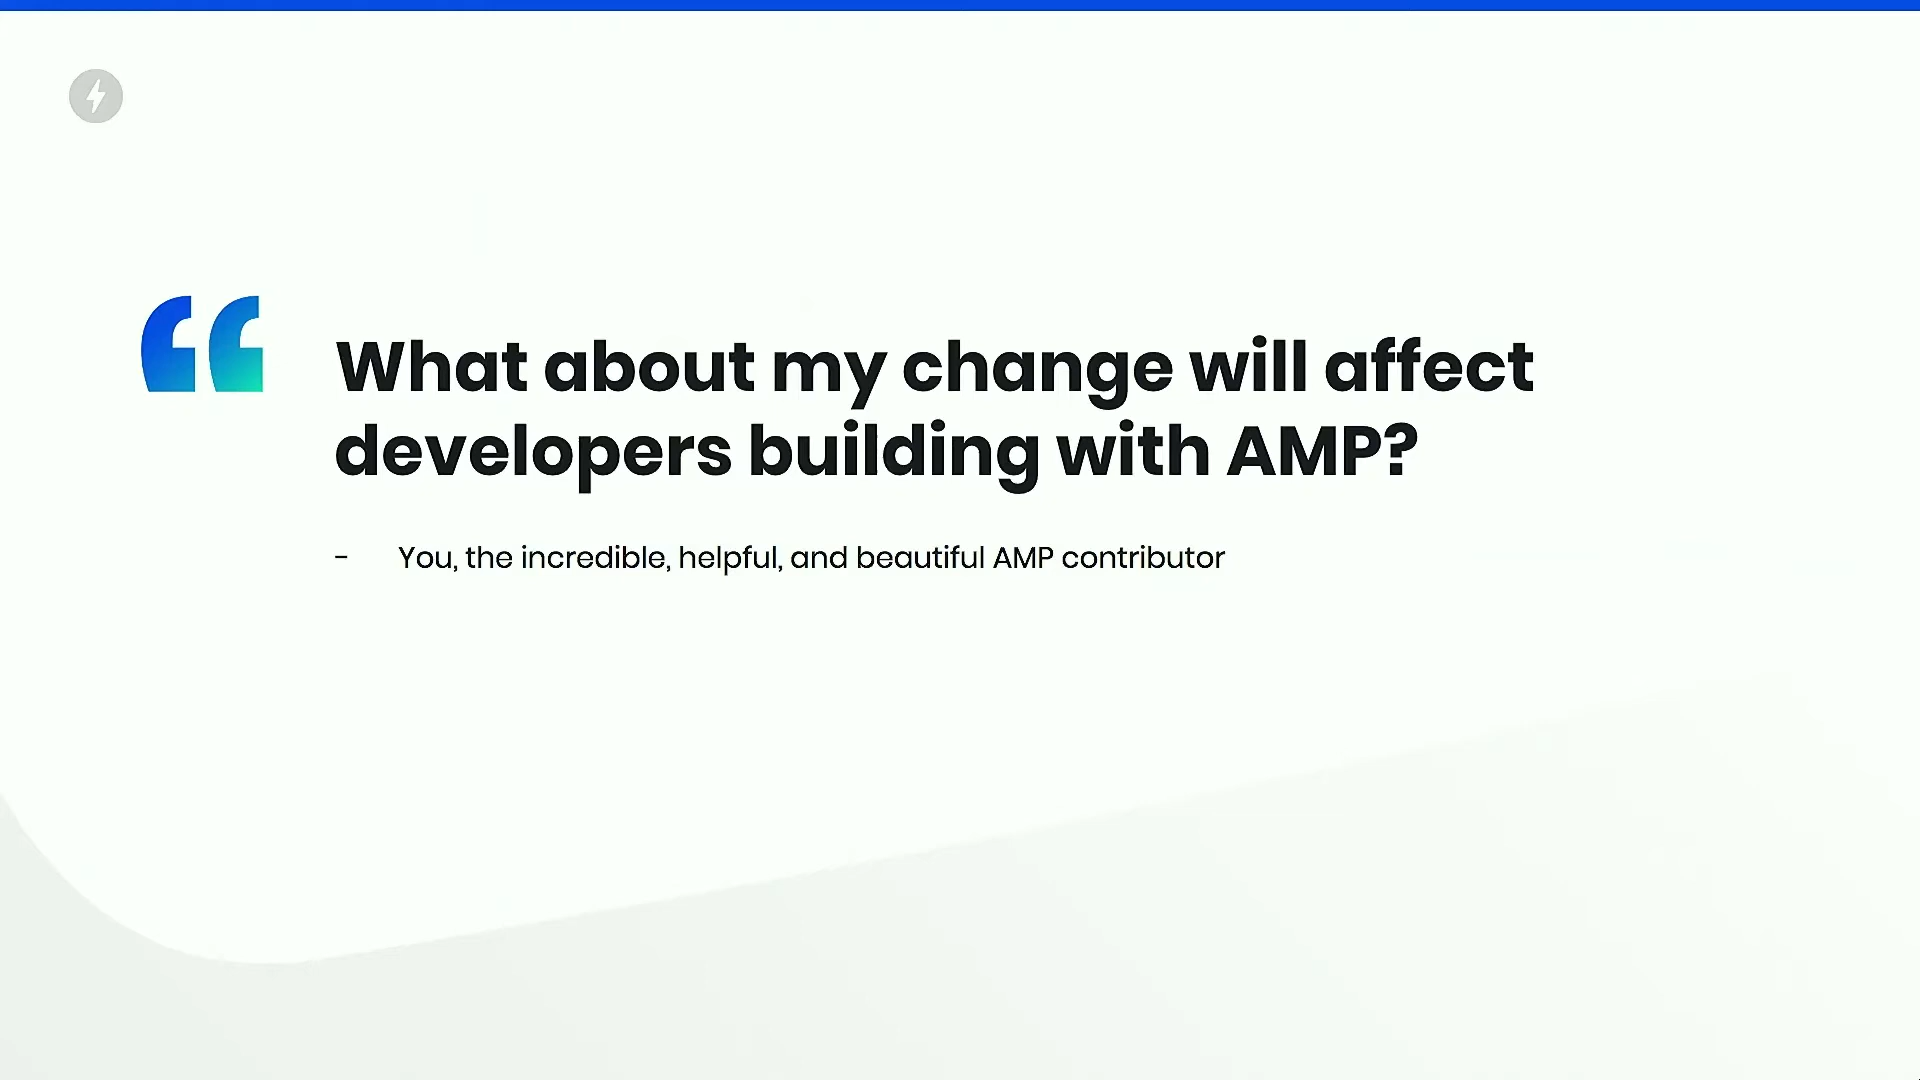 What about my change will affect
developers building with AMP?
- You, the incredible, helpful, and beautiful AMP contributor